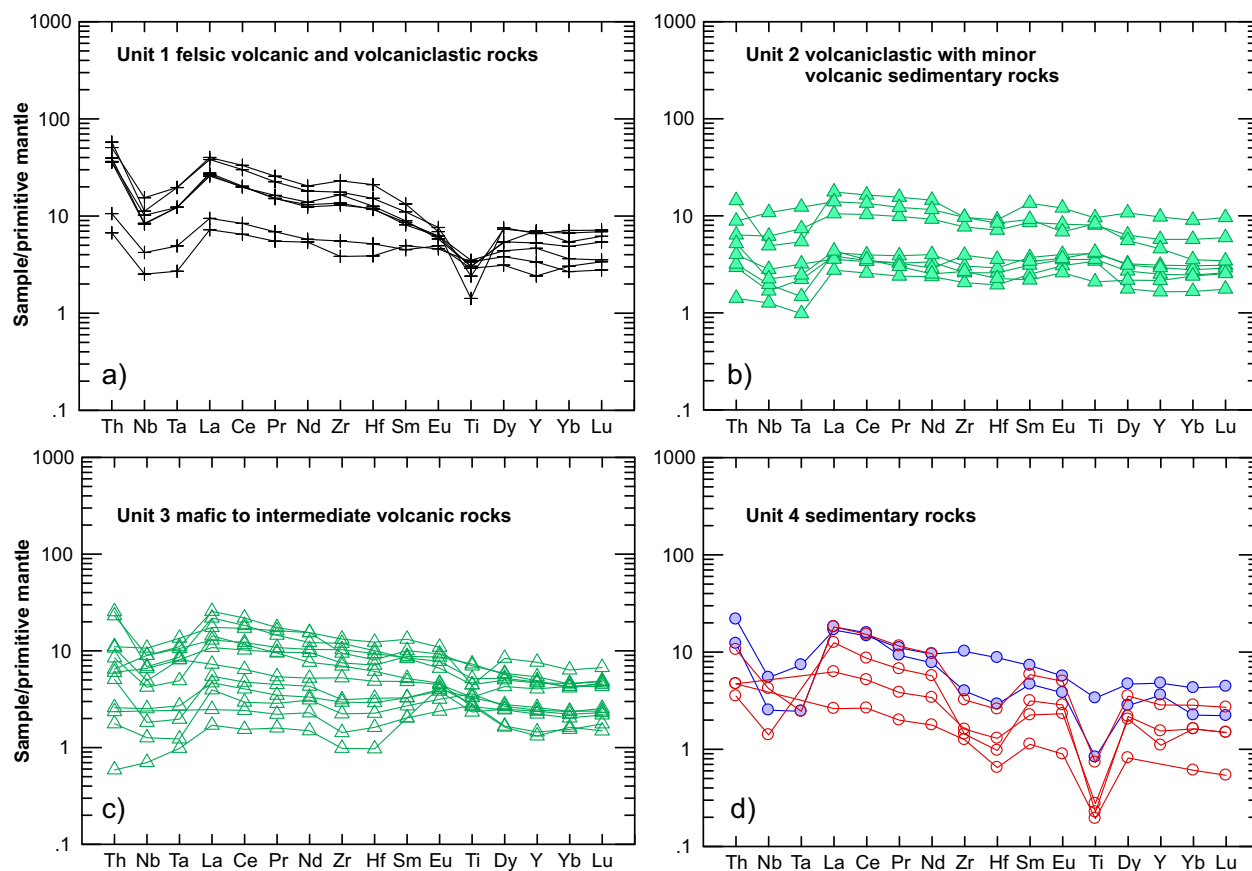 1000
100
10
1
.1
Sample/primitive mantle
Unit 1 felsic volcanic and volcaniclastic rocks
a)
Th Nb Ta La Ce Pr Nd Zr Hf Sm Eu Ti Dy Y Yb Lu
1000
100
10
1
.1
Unit 2 volcaniclastic with minor
volcanic sedimentary rocks
b)
Th Nb Ta La Ce Pr Nd Zr Hf Sm Eu Ti Dy Y Yb Lu
1000
100
10
1
.1
Sample/primitive mantle
Unit 3 mafic to intermediate volcanic rocks
c)
Th Nb Ta La Ce Pr Nd Zr Hf Sm Eu Ti Dy Y Yb Lu
1000
100
10
1
.1
Unit 4 sedimentary rocks
d)
Th Nb Ta La Ce Pr Nd Zr Hf Sm Eu Ti Dy Y Yb Lu